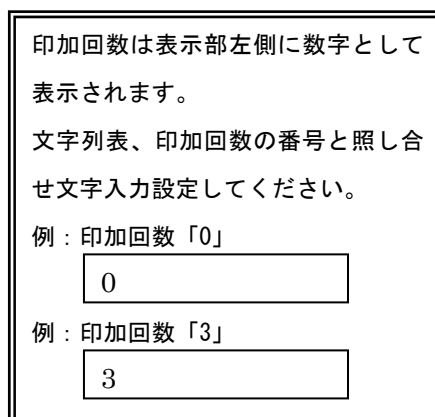 印加回数は表示部左側に数字として
表示されます。
文字列表、印加回数の番号と照し合
せ文字入力設定してください。
例：印加回数「0」
0
例：印加回数「3」
3